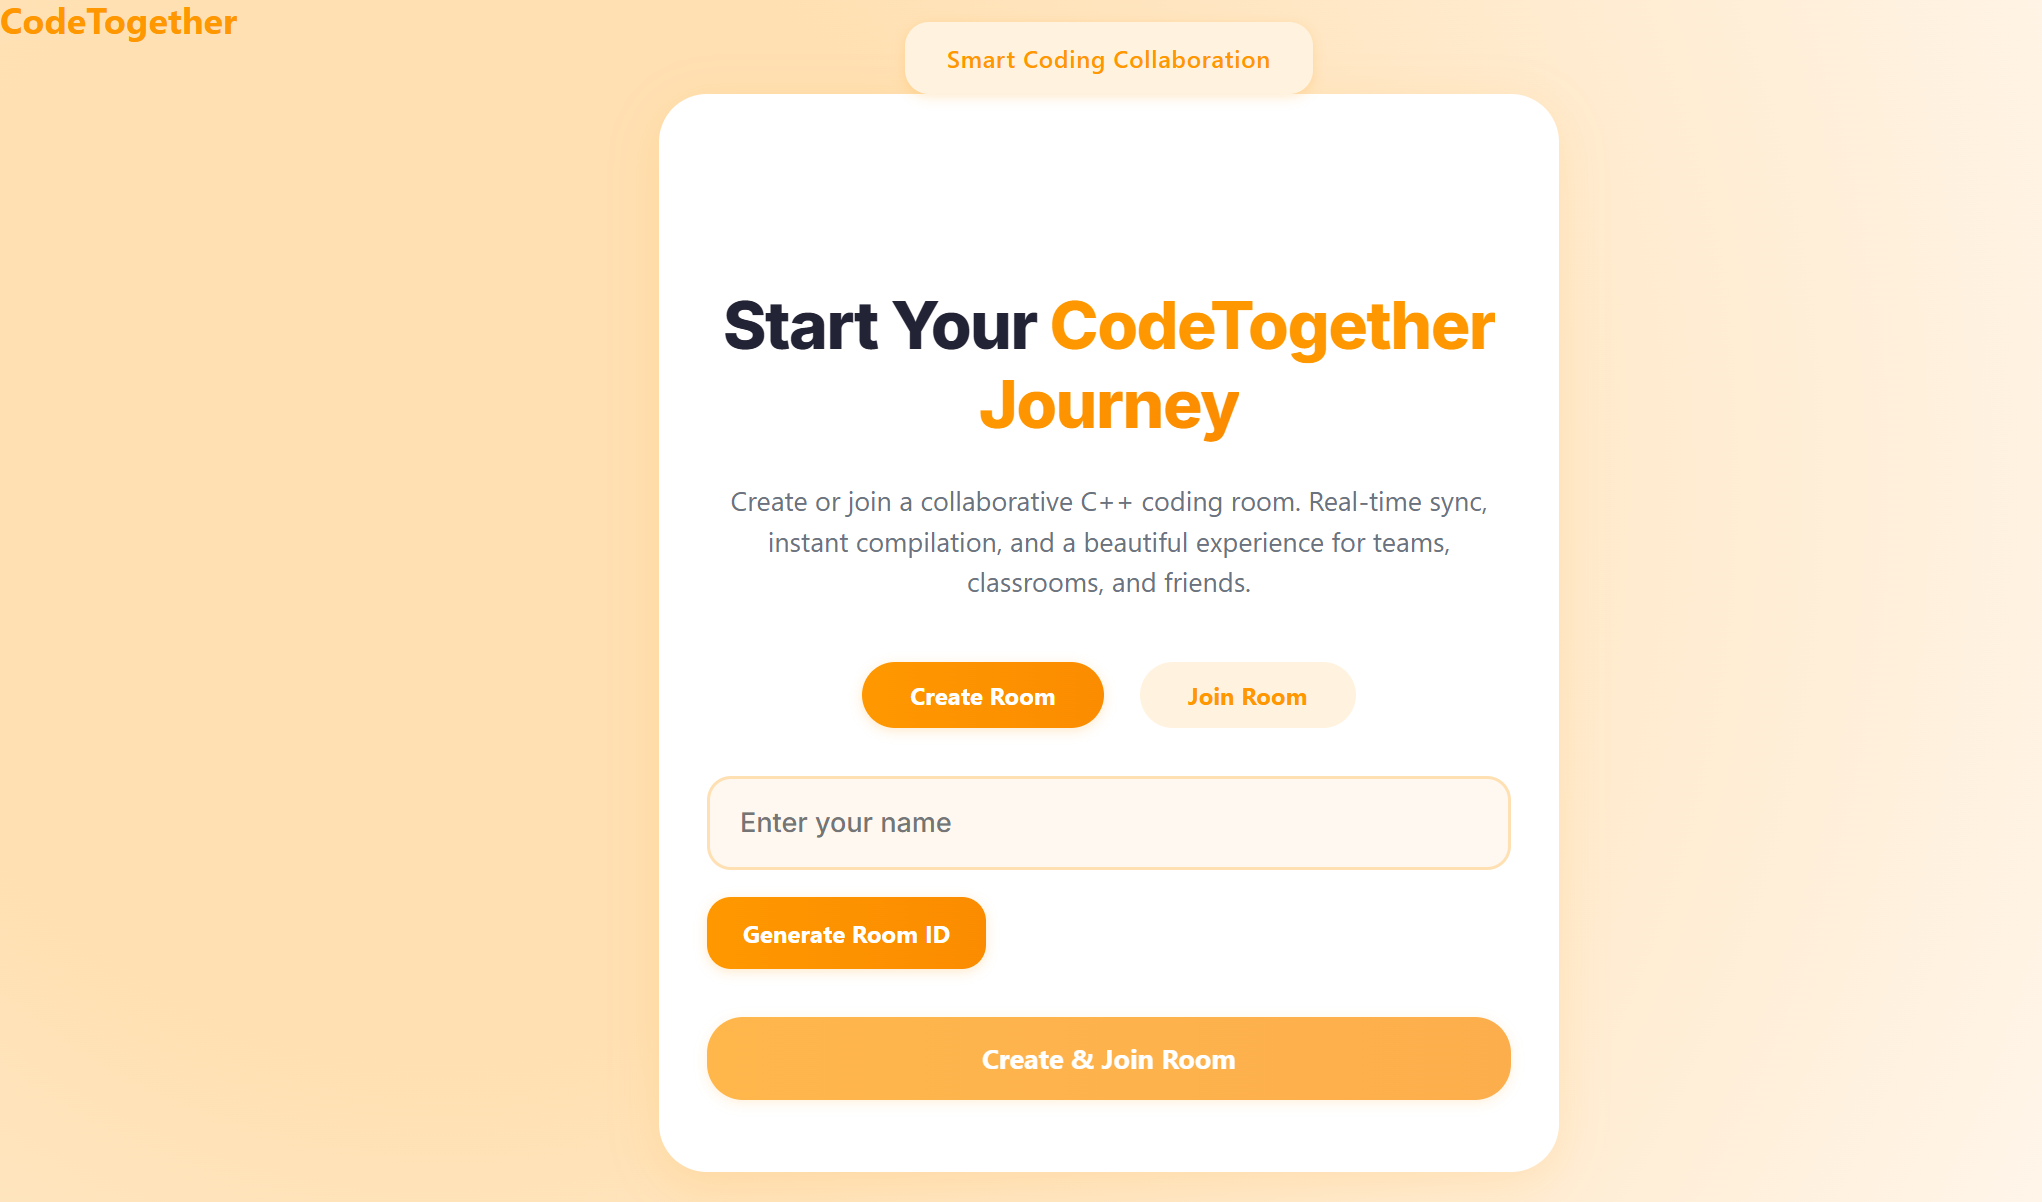 CodeTogether
Smart Coding Collaboration
Start Your CodeTogether
Journey
Create or join a collaborative C++ coding room. Real-time sync,
instant compilation, and a beautiful experience for teams,
classrooms, and friends.
Create Room
Join Room
Enter your name
Generate Room ID
Create & Join Room